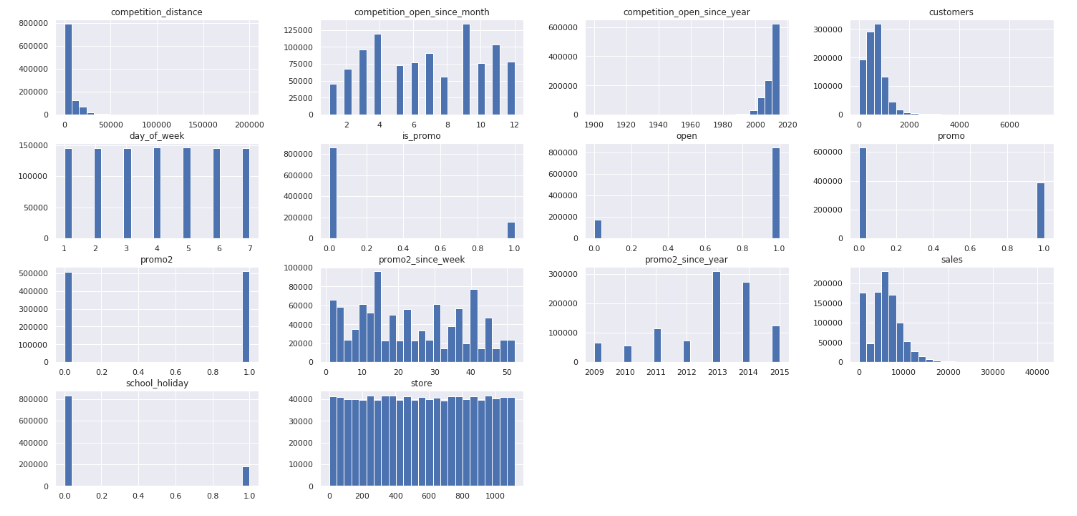 competition_distance
800000
600000
400000
200000
0
0 50000 100000 150000 200000
competition_open_since_month
125000
100000
75000
50000
25000
0
2 4 6 8 10 12
competition_open_since_year
600000
400000
200000
0
1900 1920 1940 1960 1980 2000 2020
customers
300000
200000
100000
0
0 2000 4000 6000
day_of_week
150000
100000
50000
0
1 2 3 4 5 6 7
is_promo
800000
600000
400000
200000
0
0.0 0.2 0.4 0.6 0.8 1.0
open
800000
600000
400000
200000
0
0.0 0.2 0.4 0.6 0.8 1.0
promo
600000
400000
200000
0
0.0 0.2 0.4 0.6 0.8 1.0
promo2
500000
400000
300000
200000
100000
0
0.0 0.2 0.4 0.6 0.8 1.0
promo2_since_week
100000
80000
60000
40000
20000
0
0 10 20 30 40 50
promo2_since_year
300000
200000
100000
0
2009 2010 2011 2012 2013 2014 2015
sales
200000
150000
100000
50000
0
0 10000 20000 30000 40000
school_holiday
800000
600000
400000
200000
0
0.0 0.2 0.4 0.6 0.8 1.0
store
40000
30000
20000
10000
0
0 200 400 600 800 1000